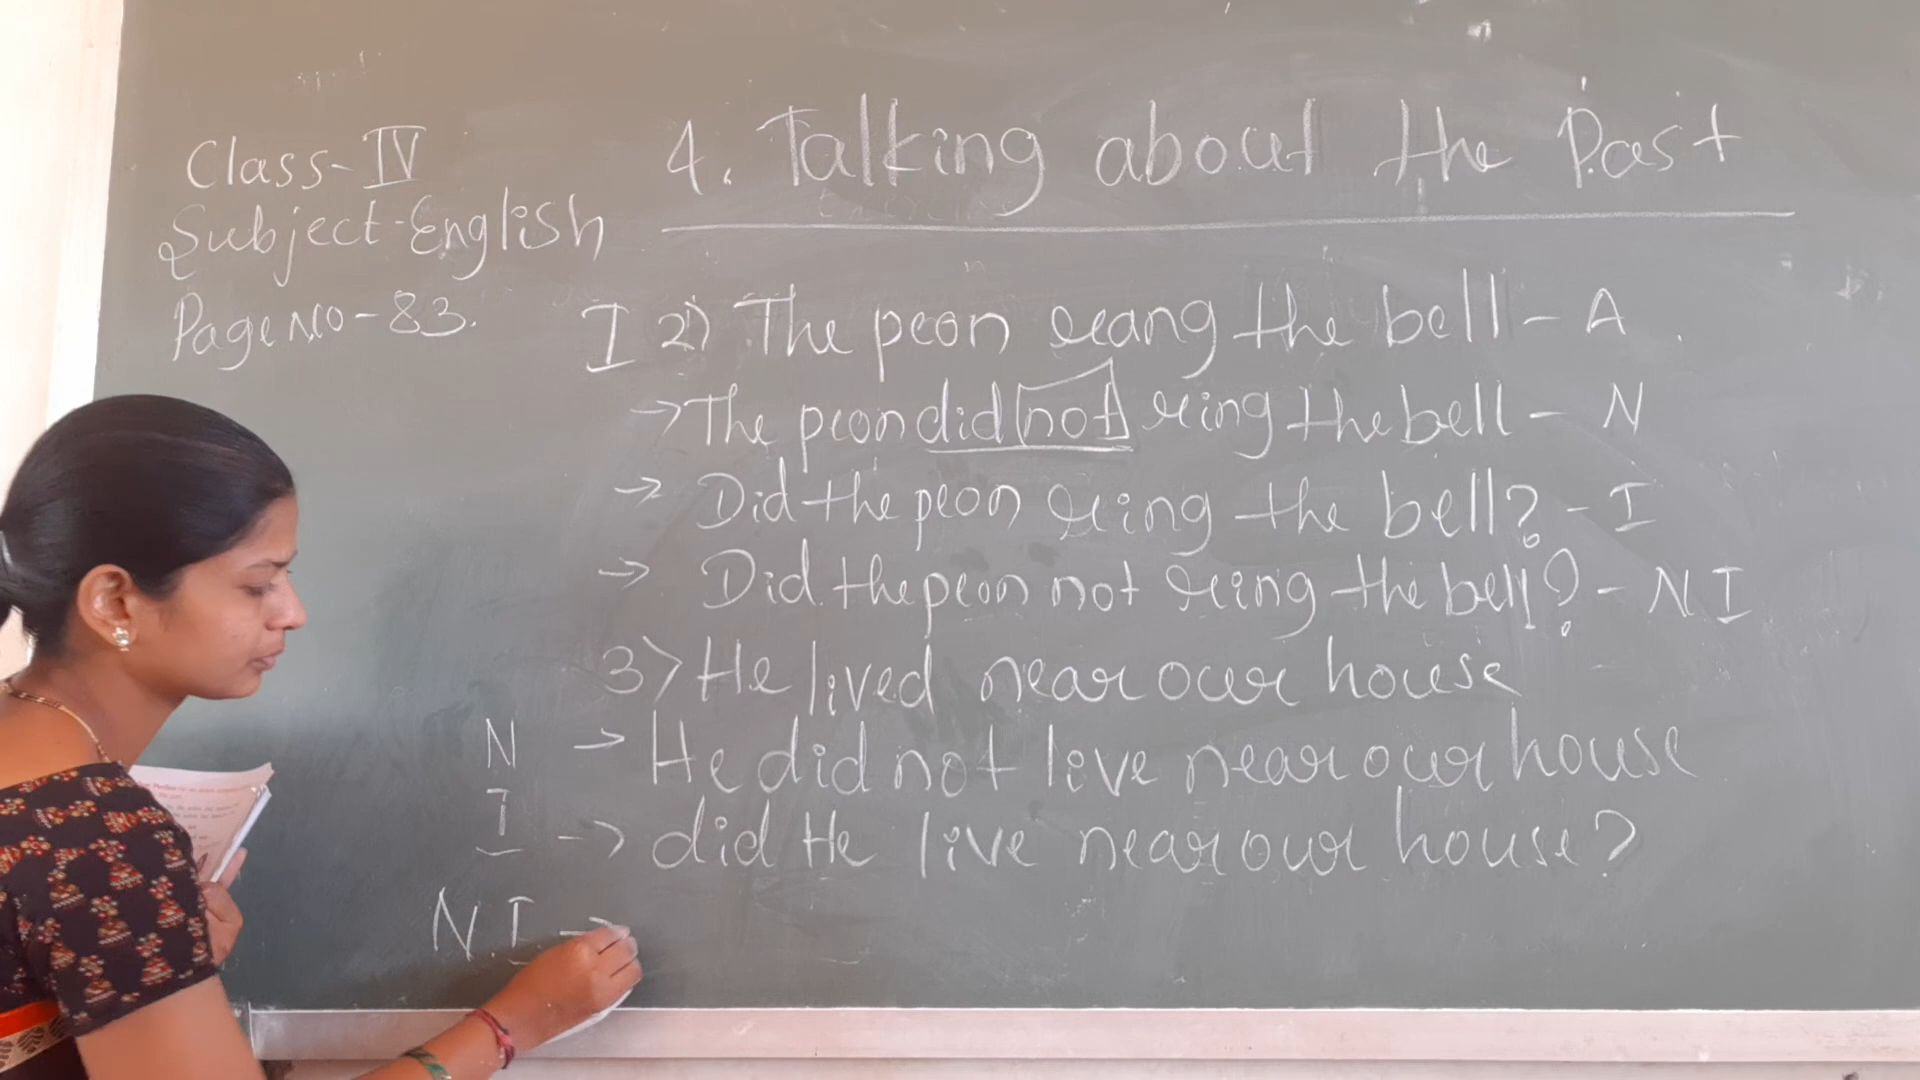 Class-IV
Subject-English
Page No-83.
4. Talking about the Past
I 2) The peon rang the bell - A
→ The peon did not ring the bell - N
→ Did the peon ring the bell? - I
→ Did the peon not ring the bell? - N I
3) He lived near our house
N → He did not live near our house
I → did He live near our house?
N.I →